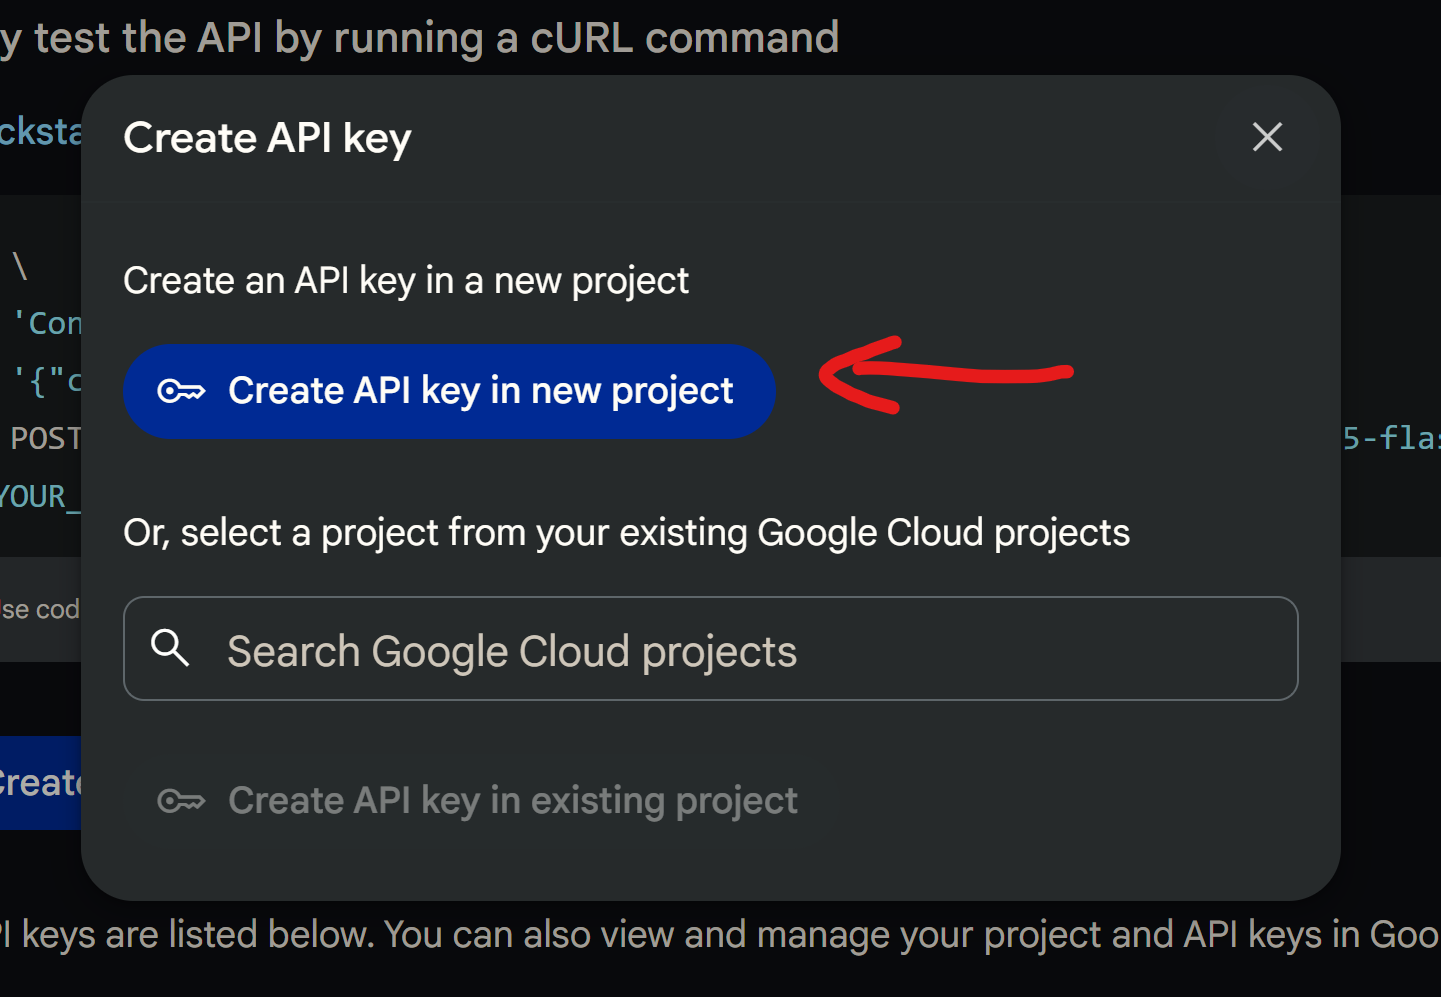 y test the API by running a cURL command
Create API key
cksta
\
Create an API key in a new project
'Con
'{"c
Create API key in new project
POST
5-flas
YOUR_
Or, select a project from your existing Google Cloud projects
se cod
Search Google Cloud projects
Create
Create API key in existing project
PI keys are listed below. You can also view and manage your project and API keys in Goo